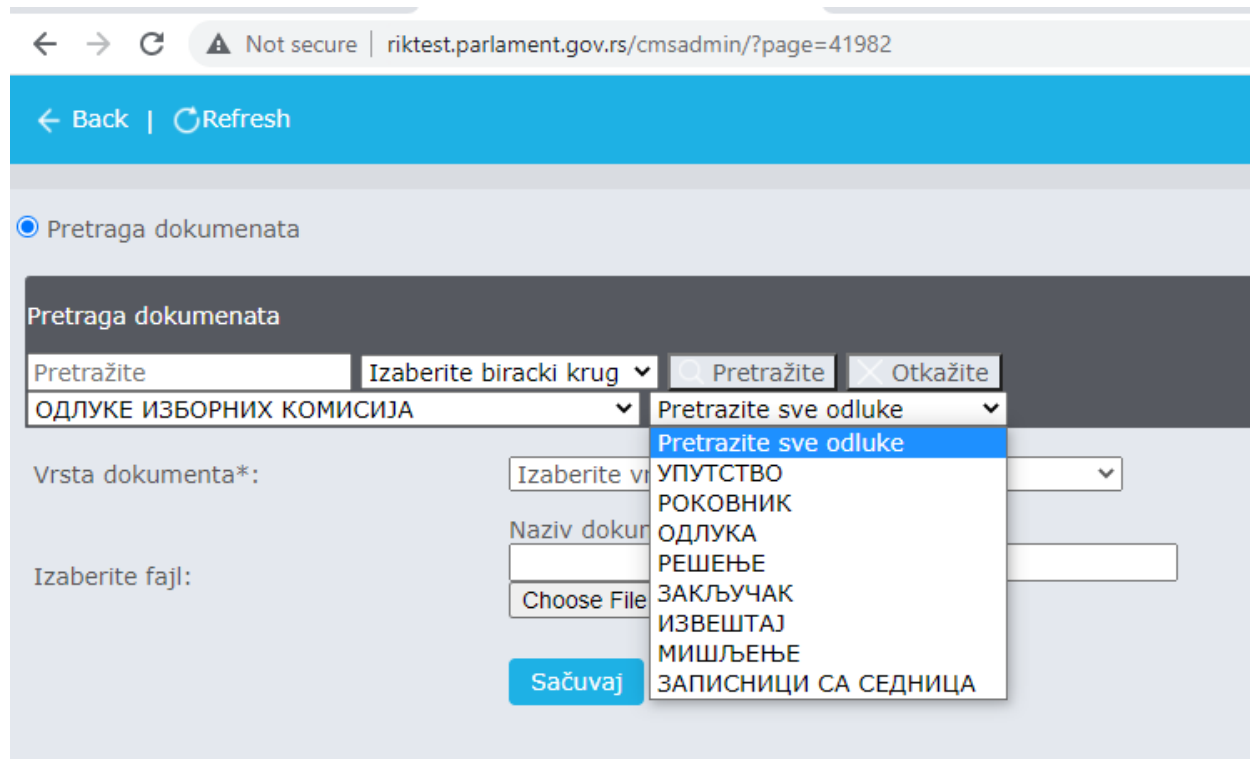 Not secure | riktest.parlament.gov.rs/cmsadmin/?page=41982
Back | Refresh
Pretraga dokumenata
Pretraga dokumenata
Pretražite Izaberite biracki krug Pretražite Otkažite
ОДЛУКЕ ИЗБОРНИХ КОМИСИЈА Pretrazite sve odluke
Pretrazite sve odluke
Vrsta dokumenta*: Izaberite УПУТСТВО
РОКОВНИК
Naziv ОДЛУКА
РЕШЕЊЕ
Izaberite fajl:
Choose File ЗАКЉУЧАК
ИЗВЕШТАЈ
МИШЉЕЊЕ
Sačuvaj ЗАПИСНИЦИ СА СЕДНИЦА